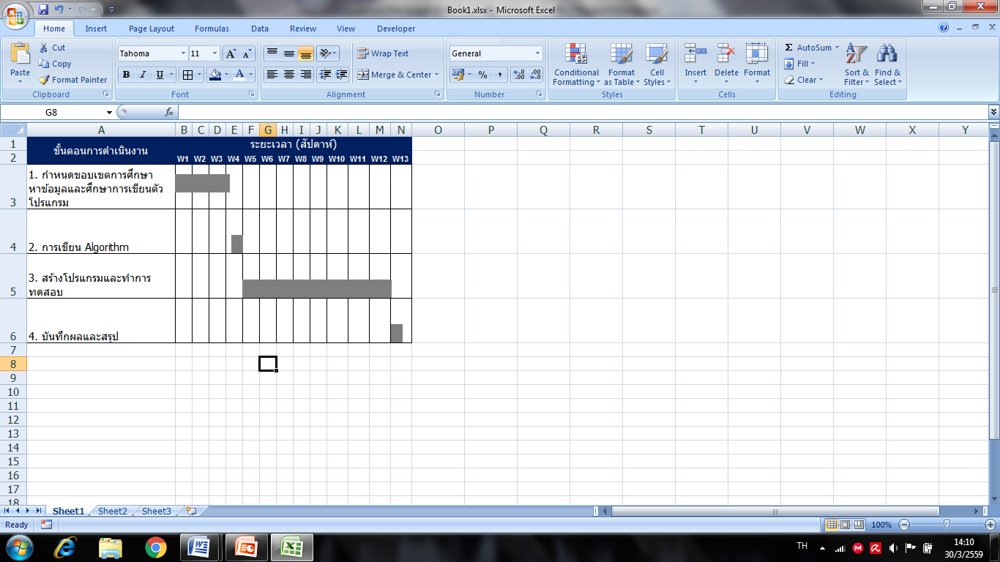 Book1.xlsx - Microsoft Excel
Home Insert Page Layout Formulas Data Review View Developer
Paste
Cut
Copy
Format Painter
Clipboard
Tahoma 11
B I U
Font
Wrap Text
Merge & Center
Alignment
General
%
Number
Conditional Formatting
Format as Table
Cell Styles
Styles
Insert Delete Format
Cells
AutoSum
Fill
Clear
Sort & Filter
Find & Select
Editing
G8 fx
A B C D E F G H I J K L M N O P Q R S T U V W X Y
1 ขั้นตอนการดำเนินงาน ระยะเวลา (สัปดาห์)
2 W1 W2 W3 W4 W5 W6 W7 W8 W9 W10 W11 W12 W13
1. กำหนดขอบเขตการศึกษา
หาข้อมูลและศึกษาการเขียนตัว
3 โปรแกรม
4 2. การเขียน Algorithm
3. สร้างโปรแกรมและทำการ
5 ทดสอบ
6 4. บันทึกผลและสรุป
7
8
9
10
11
12
13
14
15
16
17
18
Sheet1 Sheet2 Sheet3
Ready 100%
TH 14:10
30/3/2559